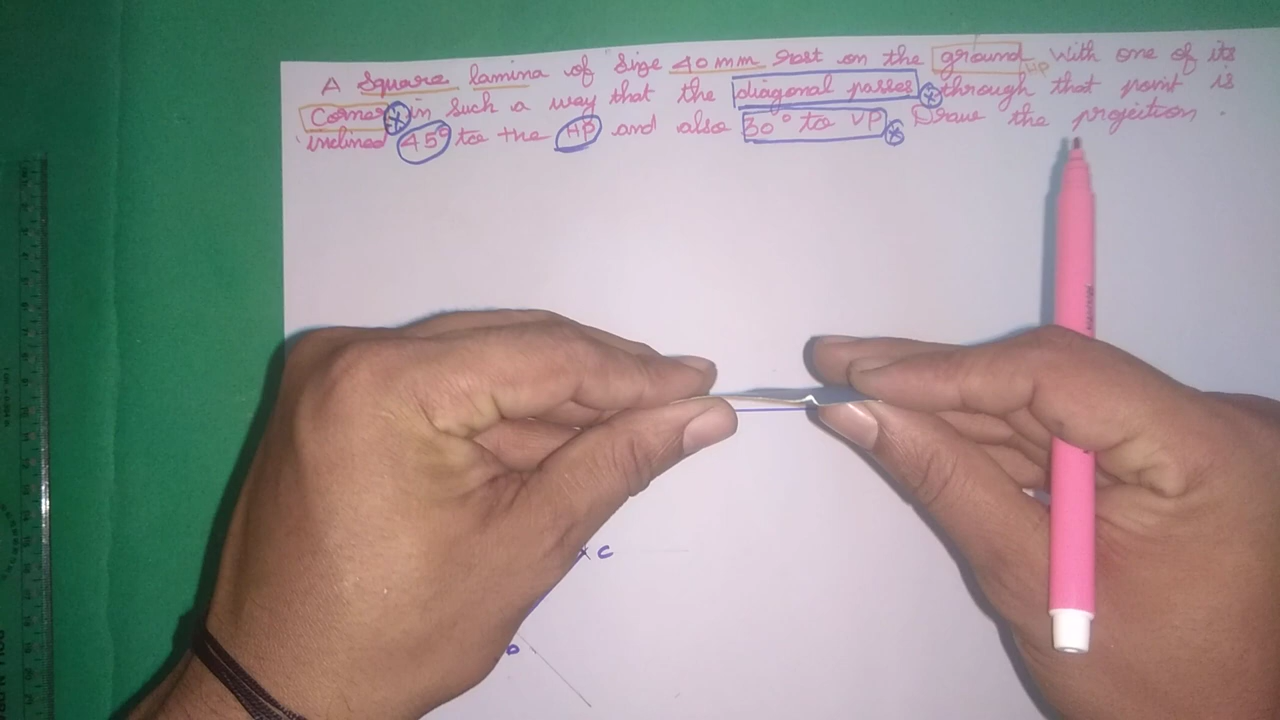 A Square lamina of Size 40mm rest on the ground HP With one of its
Corner in such a way that the diagonal passes through that point is
inclined 45° to the HP and also 30° to VP Draw the projection.
C